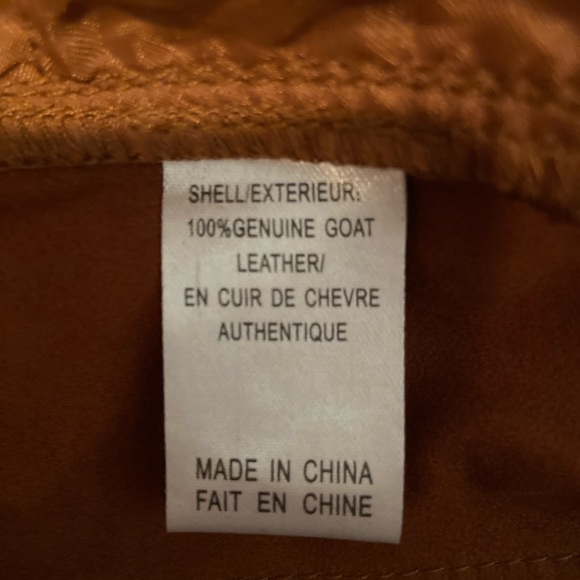 SHELL/EXTERIEUR:
100%GENUINE GOAT
LEATHER/
EN CUIR DE CHEVRE
AUTHENTIQUE
MADE IN CHINA
FAIT EN CHINE